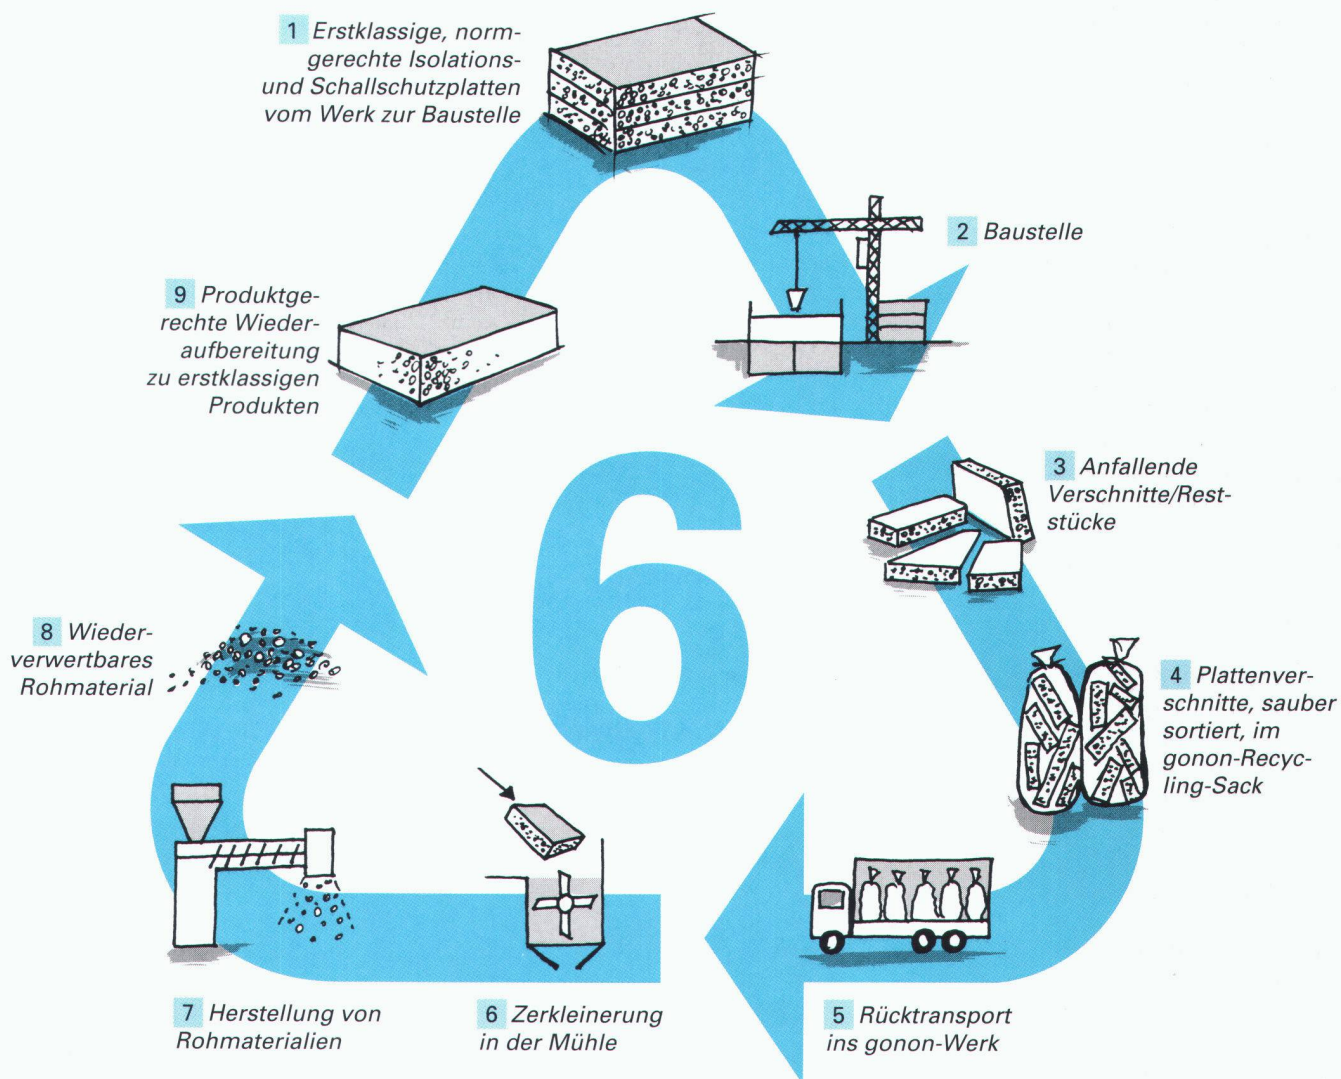 1 Erstklassige, norm-
gerechte Isolations-
und Schallschutzplatten
vom Werk zur Baustelle
2 Baustelle
3 Anfallende
Verschnitte/Rest-
stücke
4 Plattenver-
schnitte, sauber
sortiert, im
gonon-Recyc-
ling-Sack
5 Rücktransport
ins gonon-Werk
6 Zerkleinerung
in der Mühle
7 Herstellung von
Rohmaterialien
8 Wieder-
verwertbares
Rohmaterial
9 Produktge-
rechte Wieder-
aufbereitung
zu erstklassigen
Produkten
6